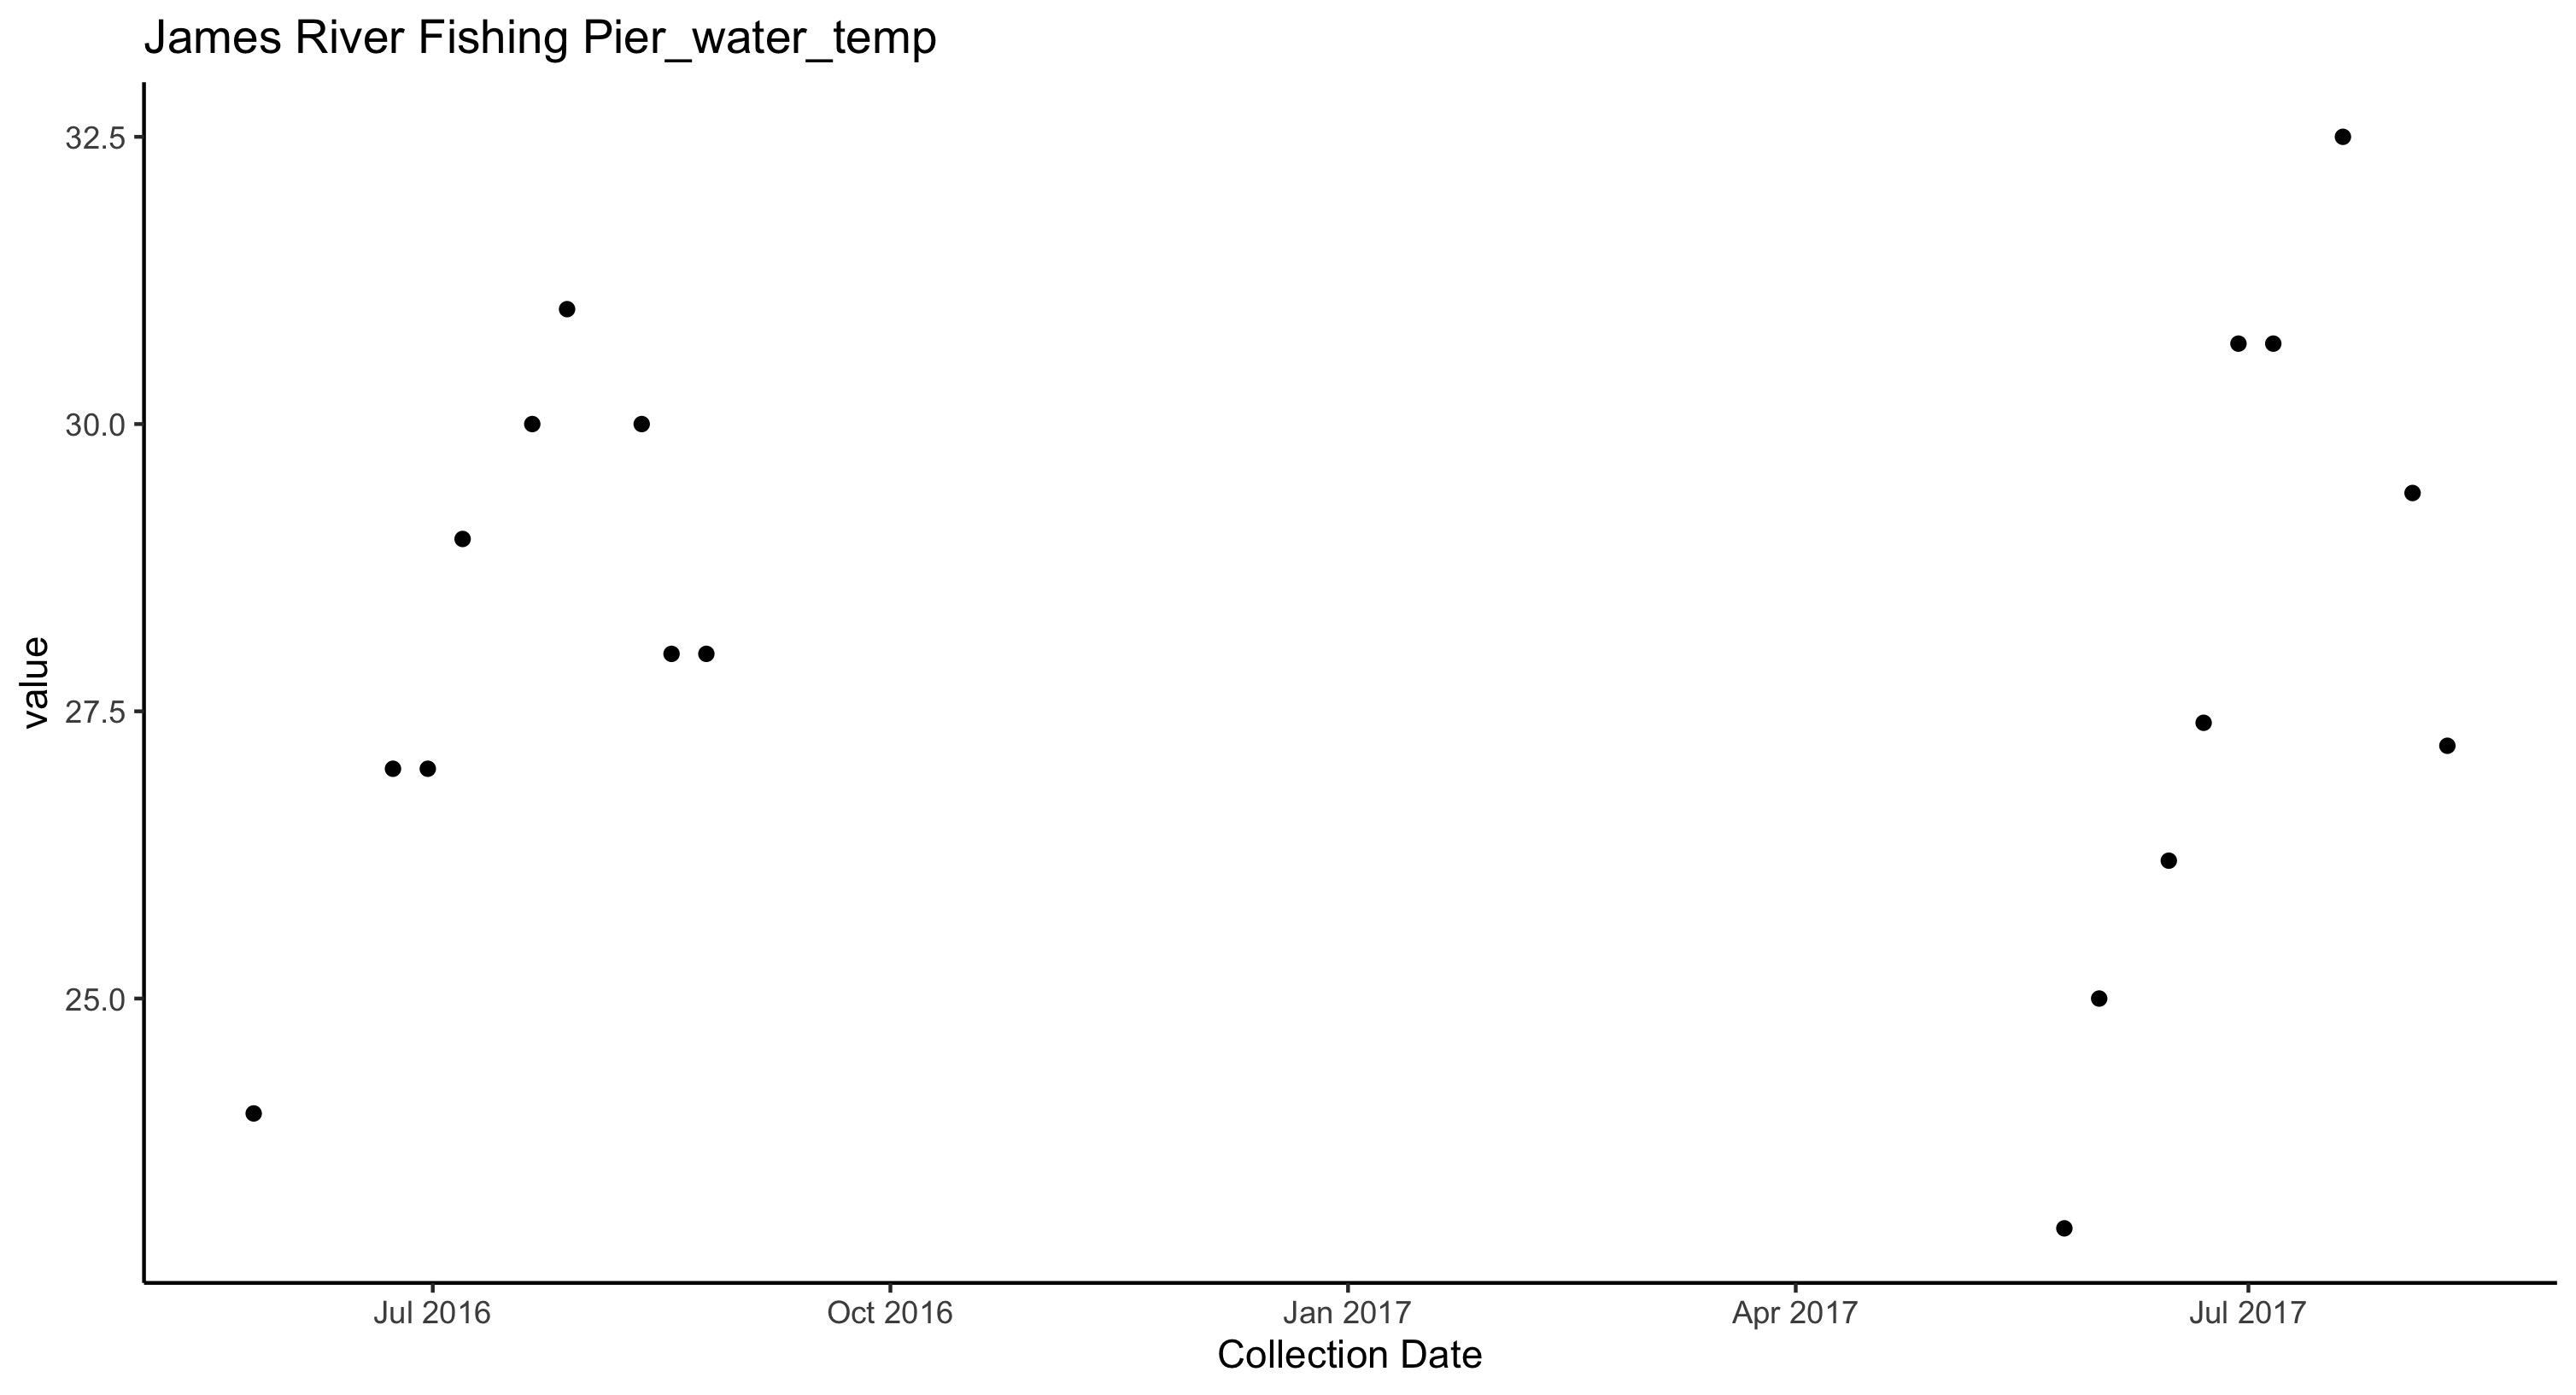 James River Fishing Pier_water_temp
32.5
30.0
27.5
25.0
value
Jul 2016
Oct 2016
Jan 2017
Apr 2017
Jul 2017
Collection Date